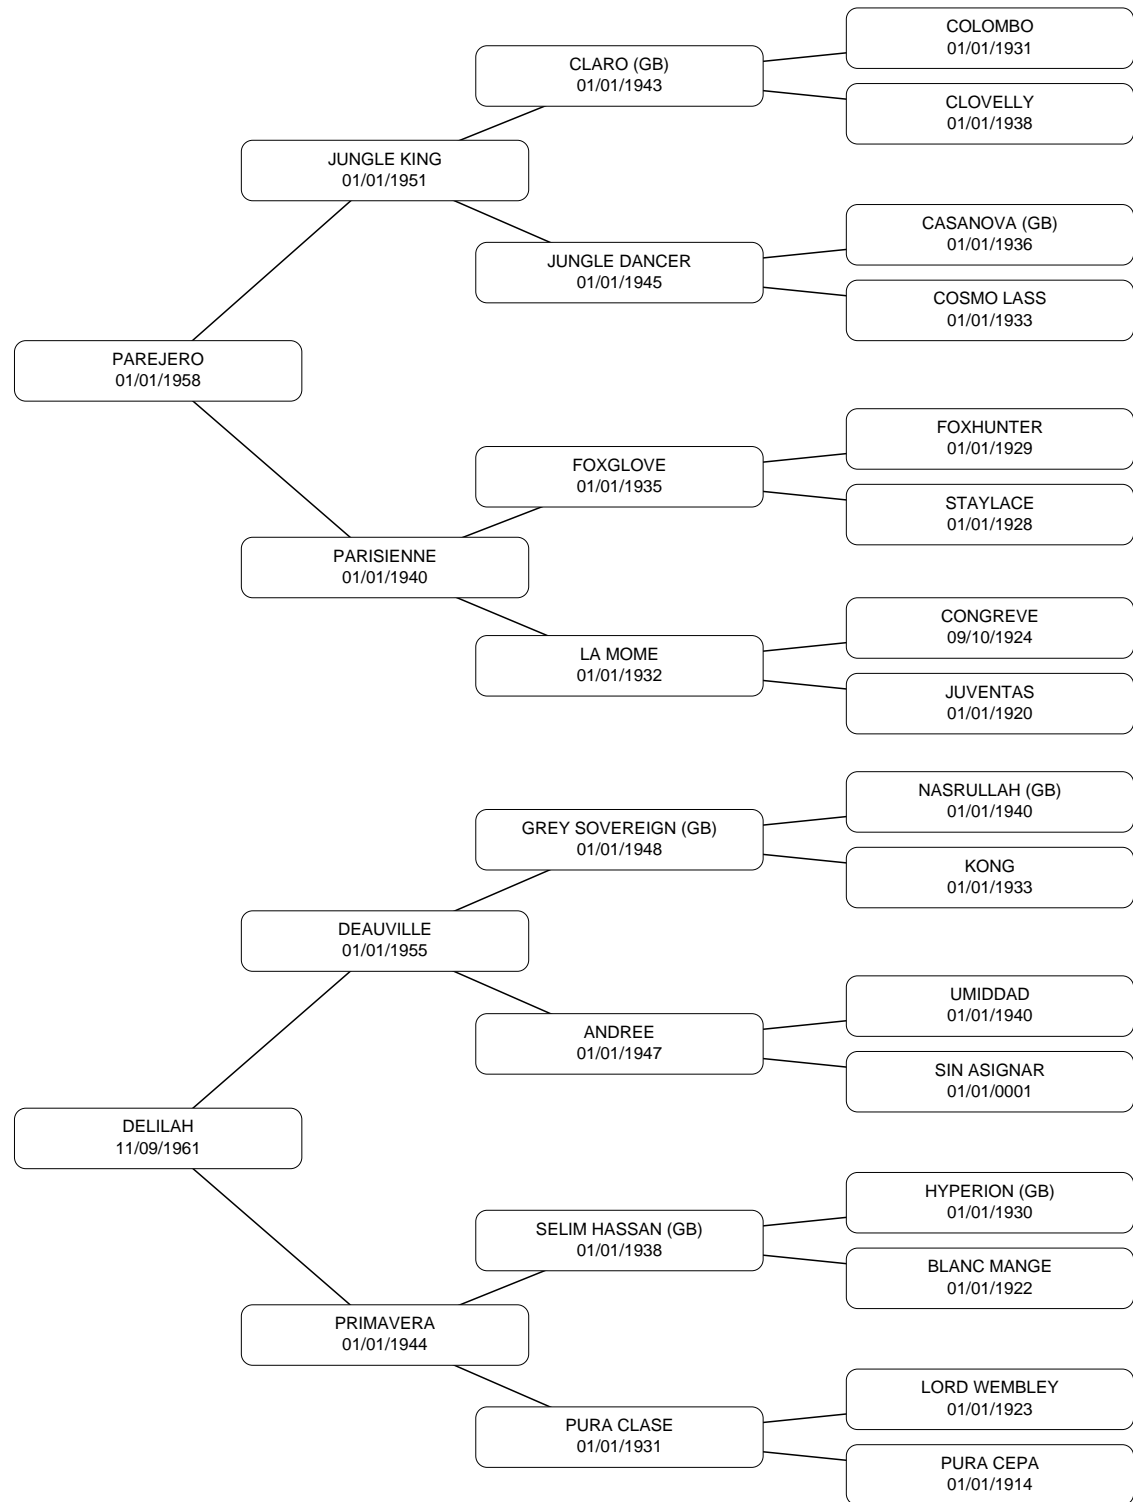 COLOMBO
01/01/1931
CLARO (GB)
01/01/1943
CLOVELLY
01/01/1938
JUNGLE KING
01/01/1951
CASANOVA (GB)
01/01/1936
JUNGLE DANCER
01/01/1945
COSMO LASS
01/01/1933
PAREJERO
01/01/1958
FOXHUNTER
01/01/1929
FOXGLOVE
01/01/1935
STAYLACE
01/01/1928
PARISIENNE
01/01/1940
CONGREVE
09/10/1924
LA MOME
01/01/1932
JUVENTAS
01/01/1920
NASRULLAH (GB)
01/01/1940
GREY SOVEREIGN (GB)
01/01/1948
KONG
01/01/1933
DEAUVILLE
01/01/1955
UMIDDAD
01/01/1940
ANDREE
01/01/1947
SIN ASIGNAR
01/01/0001
DELILAH
11/09/1961
HYPERION (GB)
01/01/1930
SELIM HASSAN (GB)
01/01/1938
BLANC MANGE
01/01/1922
PRIMAVERA
01/01/1944
LORD WEMBLEY
01/01/1923
PURA CLASE
01/01/1931
PURA CEPA
01/01/1914